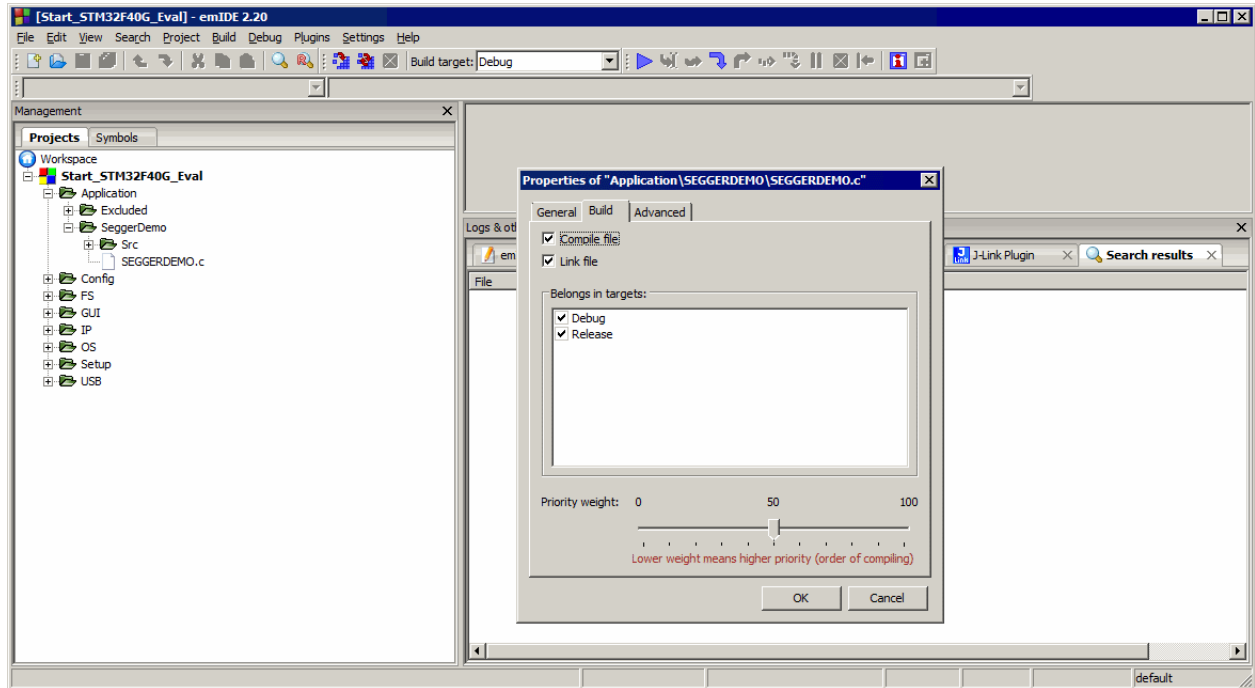 [Start_STM32F40G_Eval] - emIDE 2.20
File Edit View Search Project Build Debug Plugins Settings Help
Build target: Debug
Management
Projects Symbols
Workspace
Start_STM32F40G_Eval
Application
Excluded
SeggerDemo
Src
SEGGERDEMO.c
Config
FS
GUI
IP
OS
Setup
USB
Properties of "Application\SEGGERDEMO\SEGGERDEMO.c"
General Build Advanced
Compile file
Link file
Belongs in targets:
Debug
Release
Priority weight: 0 50 100
Lower weight means higher priority (order of compiling)
OK Cancel
Logs & ot
em J-Link Plugin Search results
File
default